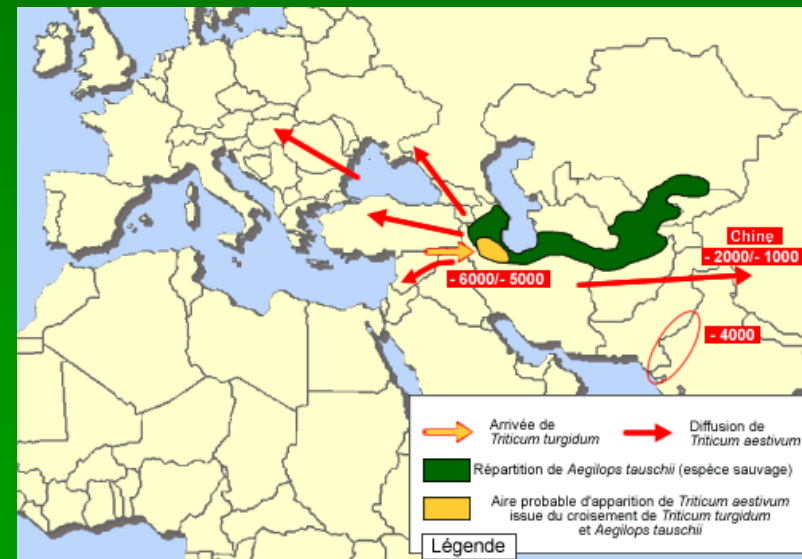 Chine
- 2000/- 1000
- 6000/- 5000
- 4000
Arrivée de
Triticum turgidum
Diffusion de
Triticum aestivum
Répartition de Aegilops tauschii (espèce sauvage)
Aire probable d'apparition de Triticum aestivum
issue du croisement de Triticum turgidum
et Aegilops tauschii
Légende